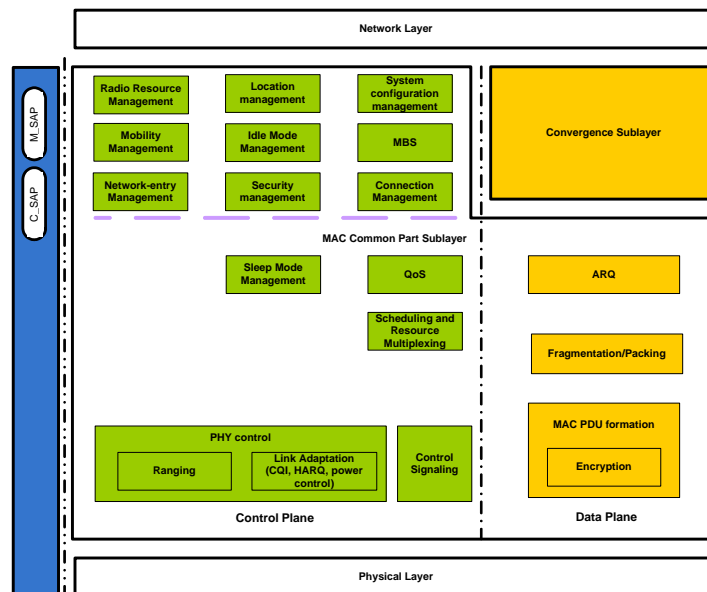 Network Layer
M_SAP
C_SAP
Radio Resource
Management
Location
management
System
configuration
management
Mobility
Management
Idle Mode
Management
MBS
Network-entry
Management
Security
management
Connection
Management
Convergence Sublayer
MAC Common Part Sublayer
Sleep Mode
Management
QoS
ARQ
Scheduling and
Resource
Multiplexing
Fragmentation/Packing
PHY control
Ranging
Link Adaptation
(CQI, HARQ, power
control)
Control
Signaling
MAC PDU formation
Encryption
Control Plane
Data Plane
Physical Layer